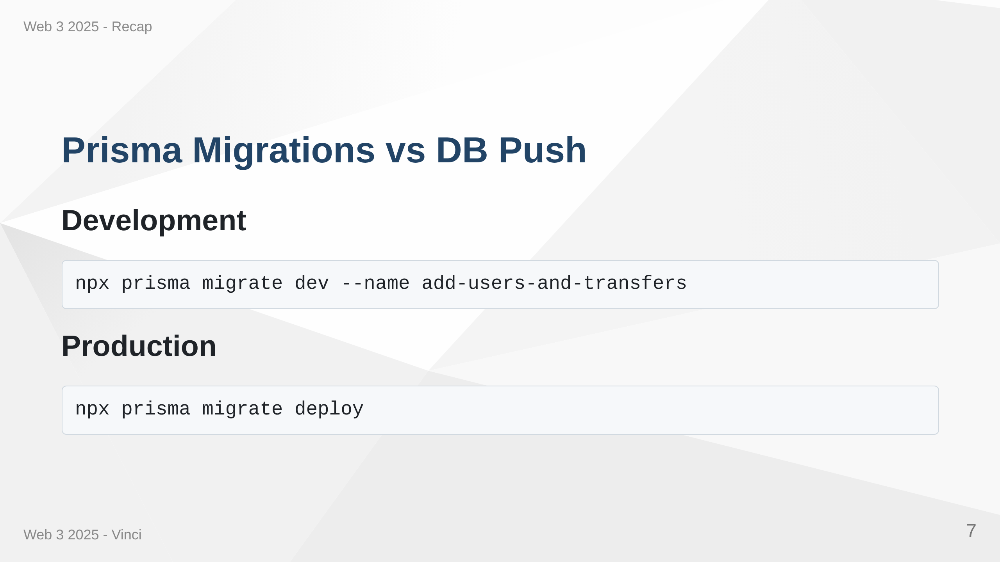 Web 3 2025 - Recap
Prisma Migrations vs DB Push
Development
npx prisma migrate dev --name add-users-and-transfers
Production
npx prisma migrate deploy
Web 3 2025 - Vinci
7